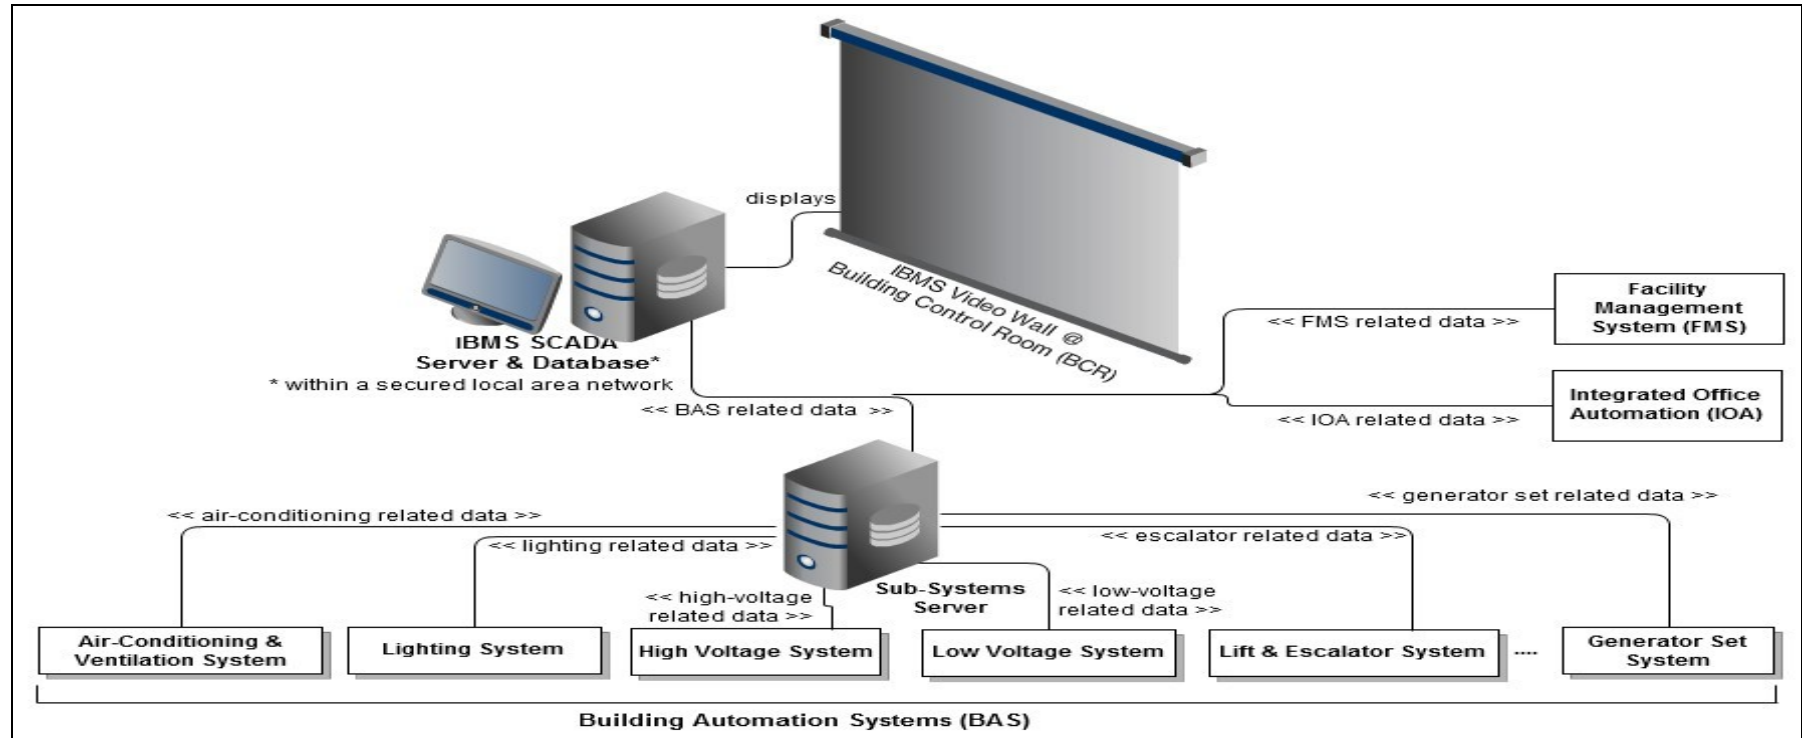 displays
iBMS Video Wall @
Building Control Room (BCR)
iBMS SCADA
Server & Database*
* within a secured local area network
<< FMS related data >>
Facility
Management
System (FMS)
<< BAS related data >>
<< IOA related data >>
Integrated Office
Automation (IOA)
<< air-conditioning related data >>
<< lighting related data >>
<< generator set related data >>
<< escalator related data >>
<< high-voltage
related data >>
Sub-Systems
Server
<< low-voltage
related data >>
Air-Conditioning &
Ventilation System
Lighting System
High Voltage System
Low Voltage System
Lift & Escalator System
....
Generator Set
System
Building Automation Systems (BAS)